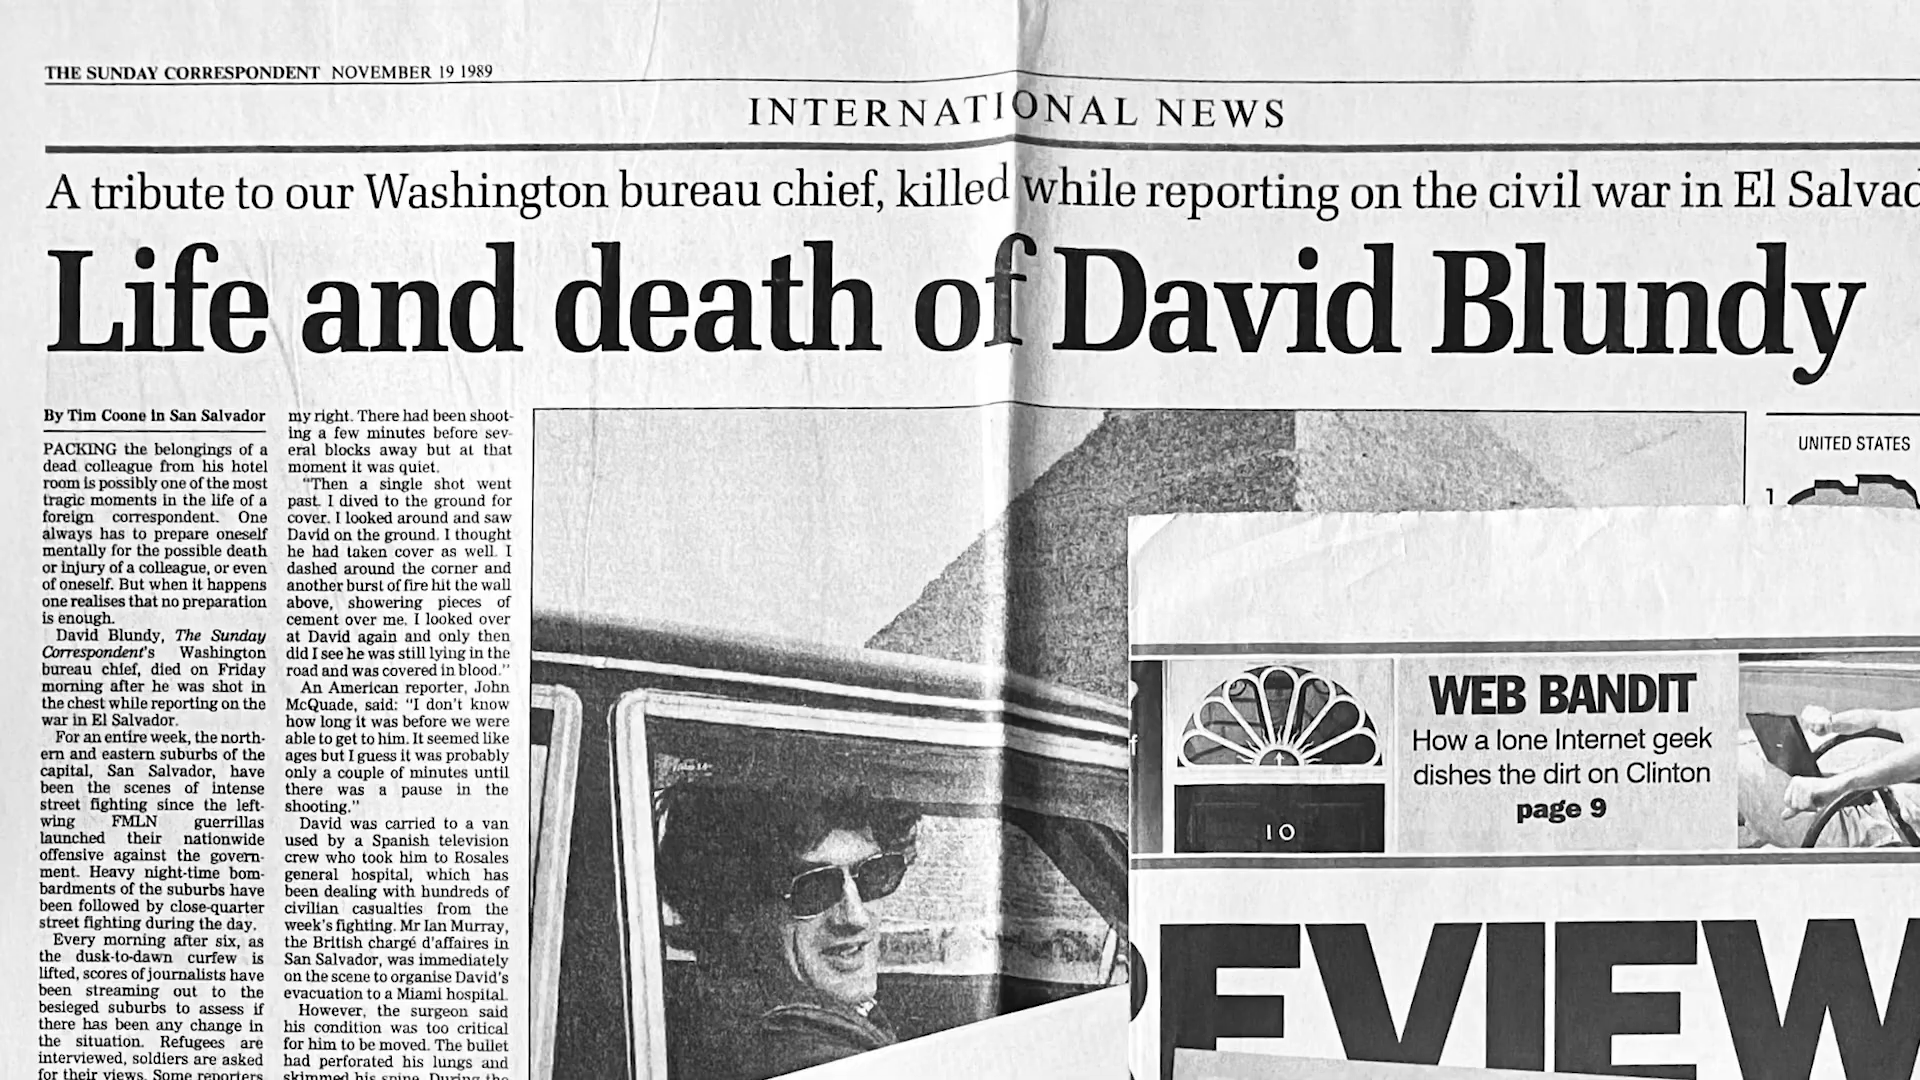 THE SUNDAY CORRESPONDENT NOVEMBER 19 1989
INTERNATIONAL NEWS
A tribute to our Washington bureau chief, killed while reporting on the civil war in El Salvad
Life and death of David Blundy
By Tim Coone in San Salvador
PACKING the belongings of a
dead colleague from his hotel
room is possibly one of the most
tragic moments in the life of a
foreign correspondent. One
always has to prepare oneself
mentally for the possible death
or injury of a colleague, or even
of oneself. But when it happens
one realises that no preparation
is enough.
David Blundy, The Sunday
Correspondent's Washington
bureau chief, died on Friday
morning after he was shot in
the chest while reporting on the
war in El Salvador.
For an entire week, the north-
ern and eastern suburbs of the
capital, San Salvador, have
been the scenes of intense
street fighting since the left-
wing FMLN guerrillas
launched their nationwide
offensive against the govern-
ment. Heavy night-time bom-
bardments of the suburbs have
been followed by close-quarter
street fighting during the day.
Every morning after six, as
the dusk-to-dawn curfew is
lifted, scores of journalists have
been streaming out to the
besieged suburbs to assess if
there has been any change in
the situation. Refugees are
interviewed, soldiers are asked
for their views. Some reporters
my right. There had been shoot-
ing a few minutes before sev-
eral blocks away but at that
moment it was quiet.
"Then a single shot went
past. I dived to the ground for
cover. I looked around and saw
David on the ground. I thought
he had taken cover as well. I
dashed around the corner and
another burst of fire hit the wall
above, showering pieces of
cement over me. I looked over
at David again and only then
did I see he was still lying in the
road and was covered in blood."
An American reporter, John
McQuade, said: "I don't know
how long it was before we were
able to get to him. It seemed like
ages but I guess it was probably
only a couple of minutes until
there was a pause in the
shooting."
David was carried to a van
used by a Spanish television
crew who took him to Rosales
general hospital, which has
been dealing with hundreds of
civilian casualties from the
week's fighting. Mr Ian Murray,
the British chargé d'affaires in
San Salvador, was immediately
on the scene to organise David's
evacuation to a Miami hospital.
However, the surgeon said
his condition was too critical
for him to be moved. The bullet
had perforated his lungs and
skimmed his spine. During the
UNITED STATES
1
10
WEB BANDIT
How a lone Internet geek
dishes the dirt on Clinton
page 9
EVIEW